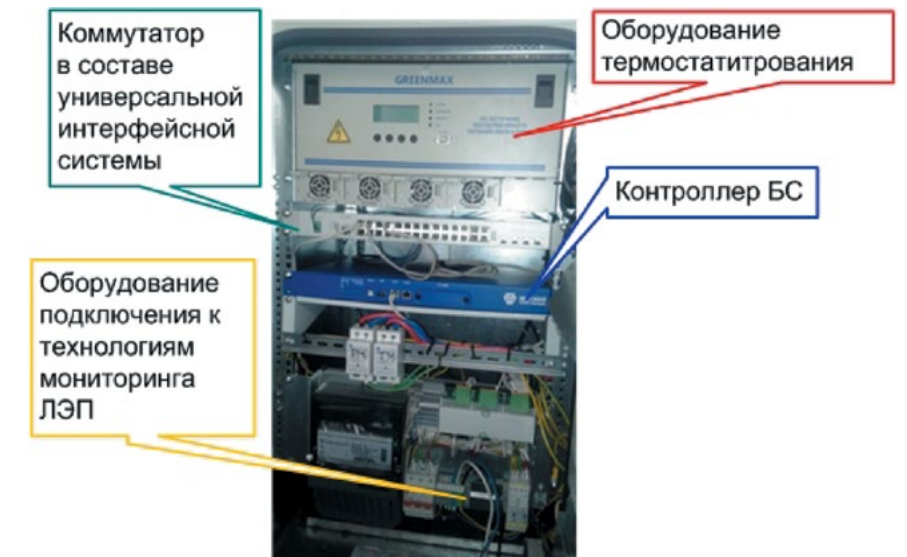 Коммутатор
в составе
универсальной
интерфейсной
системы
Оборудование
термостатитрования
GREENMAX
Контроллер БС
Оборудование
подключения к
технологиям
мониторинга
ЛЭП